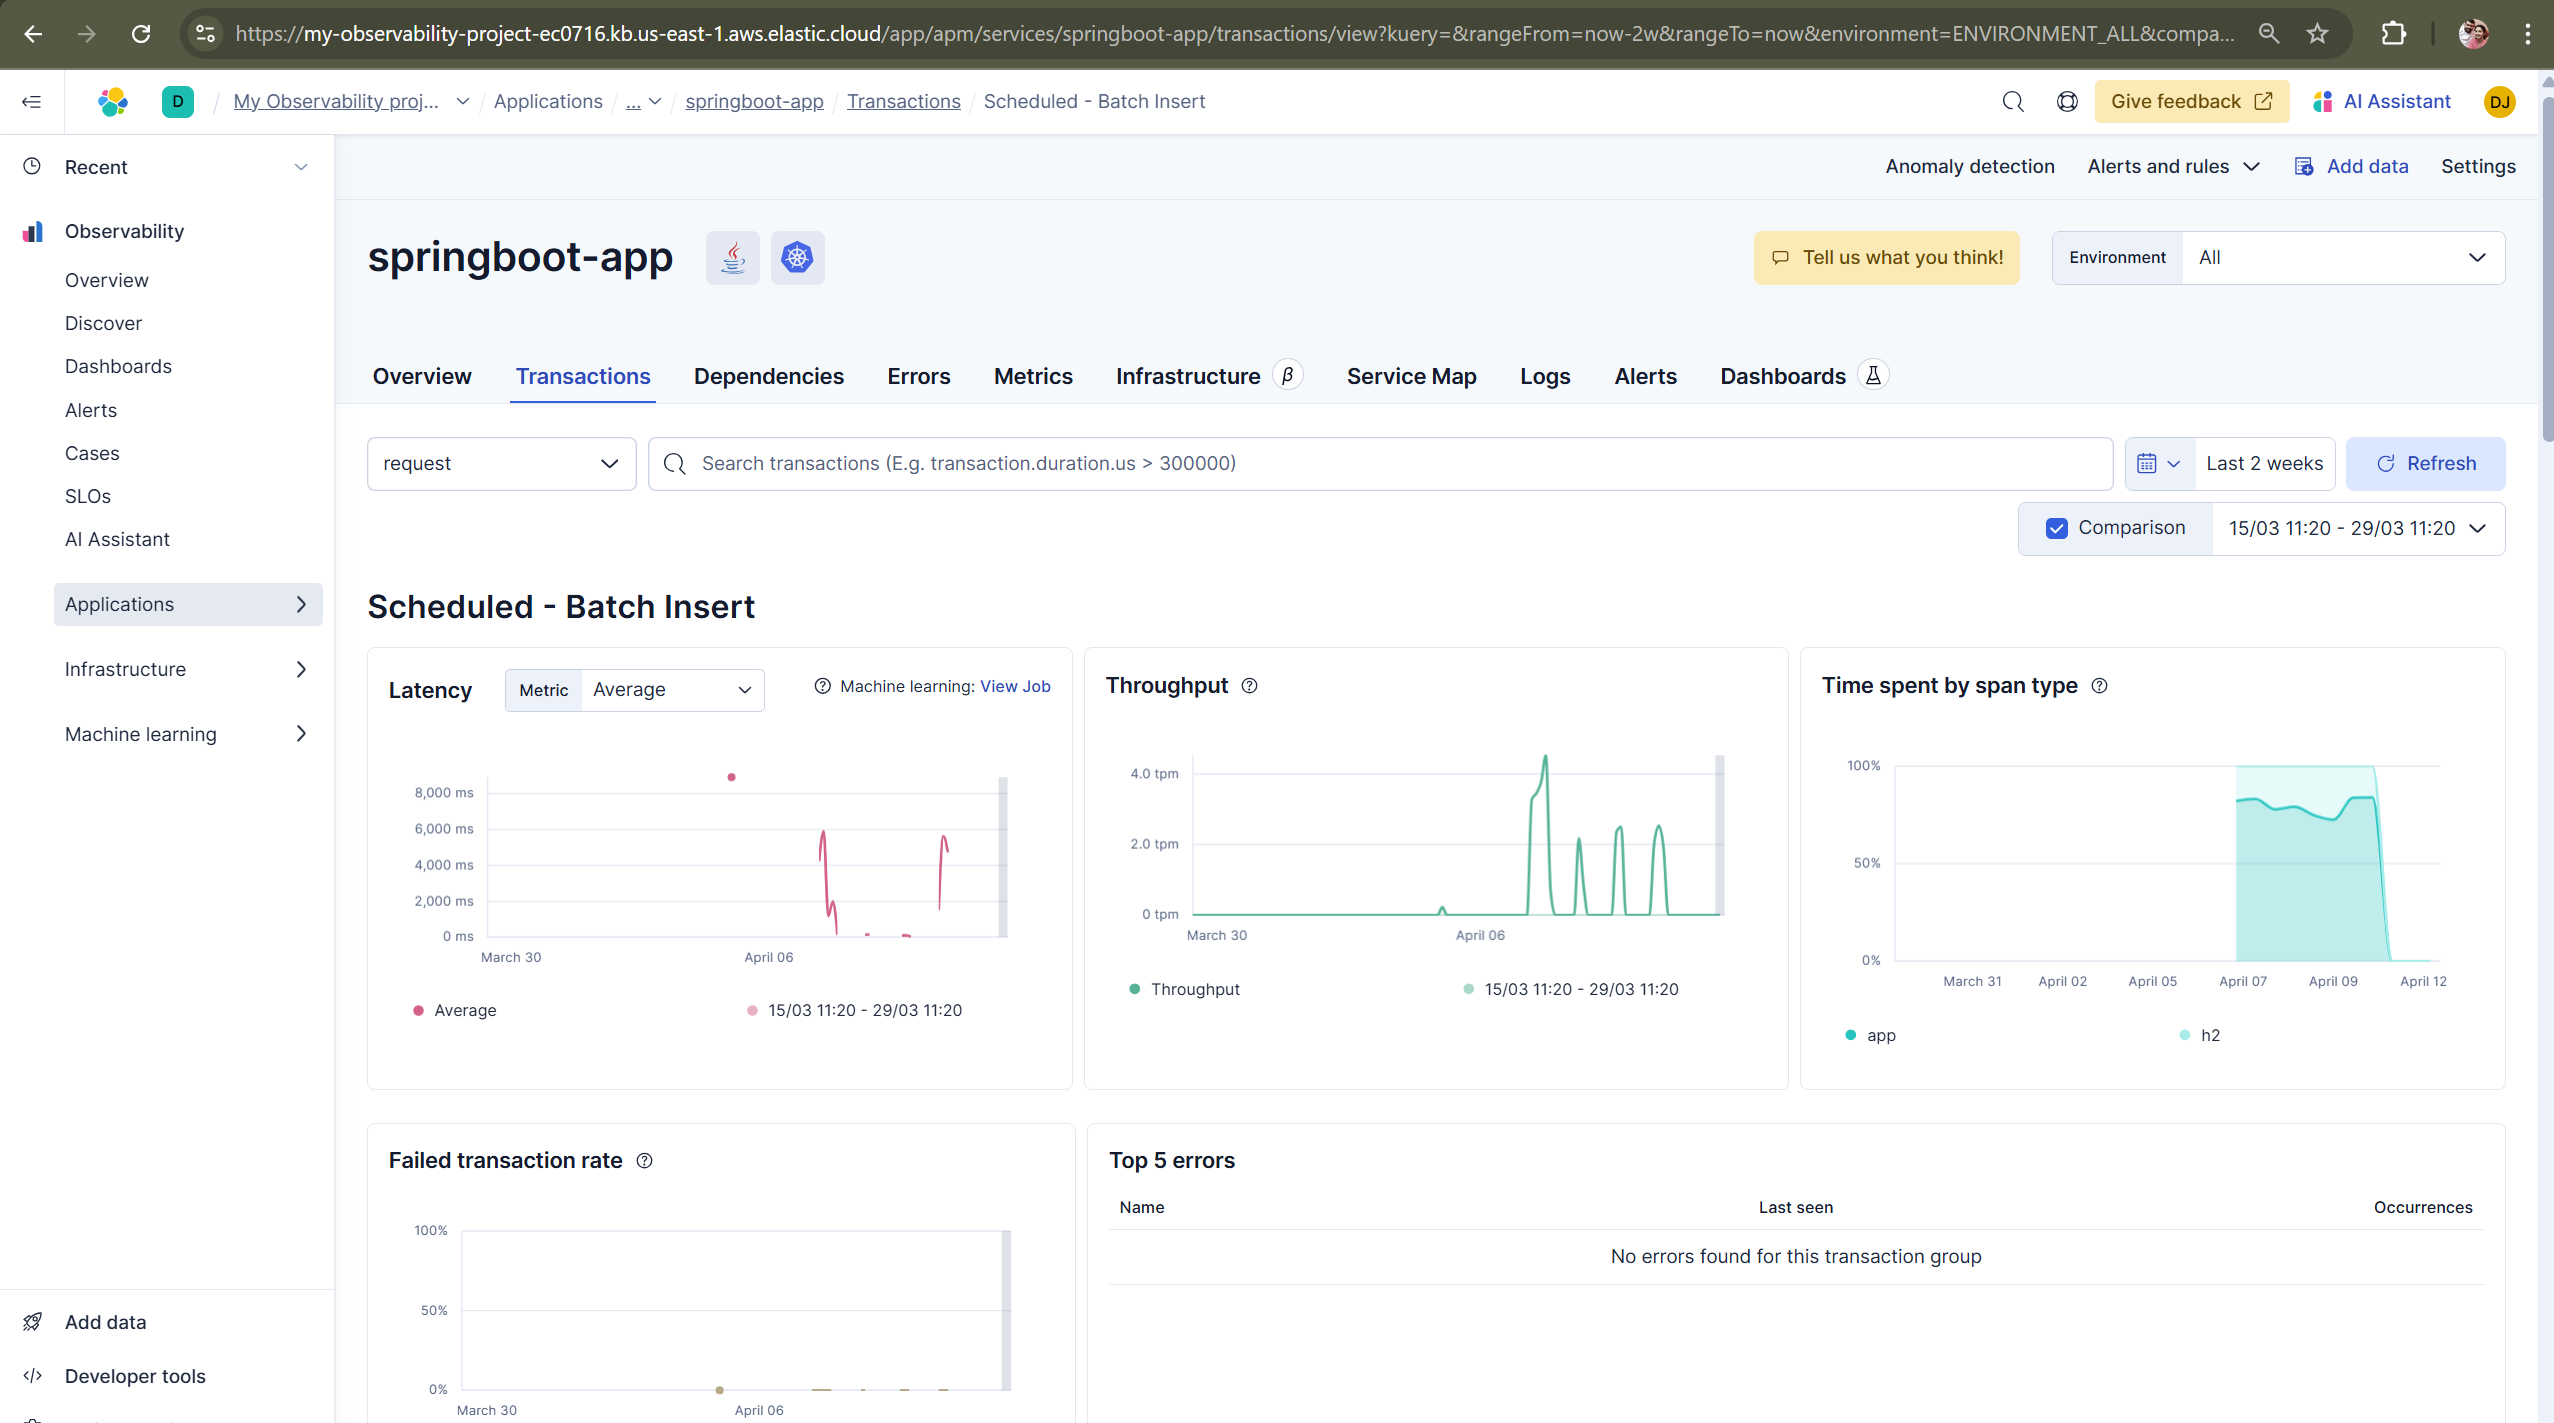 https://my-observability-project-ec0716.kb.us-east-1.aws.elastic.cloud/app/apm/services/springboot-app/transactions/view?kuery=&rangeFrom=now-2w&rangeTo=now&environment=ENVIRONMENT_ALL&compa...
D
My Observability proj...
Applications
...
springboot-app
Transactions
Scheduled - Batch Insert
Give feedback
AI Assistant
DJ
Recent
Observability
Overview
Discover
Dashboards
Alerts
Cases
SLOs
AI Assistant
Applications
Infrastructure
Machine learning
Add data
Developer tools
Anomaly detection
Alerts and rules
Add data
Settings
springboot-app
Tell us what you think!
Environment
All
Overview
Transactions
Dependencies
Errors
Metrics
Infrastructure β
Service Map
Logs
Alerts
Dashboards
request
Search transactions (E.g. transaction.duration.us > 300000)
Last 2 weeks
Refresh
Comparison
15/03 11:20 - 29/03 11:20
Scheduled - Batch Insert
Latency
Metric
Average
Machine learning: View Job
8,000 ms
6,000 ms
4,000 ms
2,000 ms
0 ms
March 30
April 06
Average
15/03 11:20 - 29/03 11:20
Throughput
4.0 tpm
2.0 tpm
0 tpm
March 30
April 06
Throughput
15/03 11:20 - 29/03 11:20
Time spent by span type
100%
50%
0%
March 31
April 02
April 05
April 07
April 09
April 12
app
h2
Failed transaction rate
100%
50%
0%
March 30
April 06
Top 5 errors
Name
Last seen
Occurrences
No errors found for this transaction group